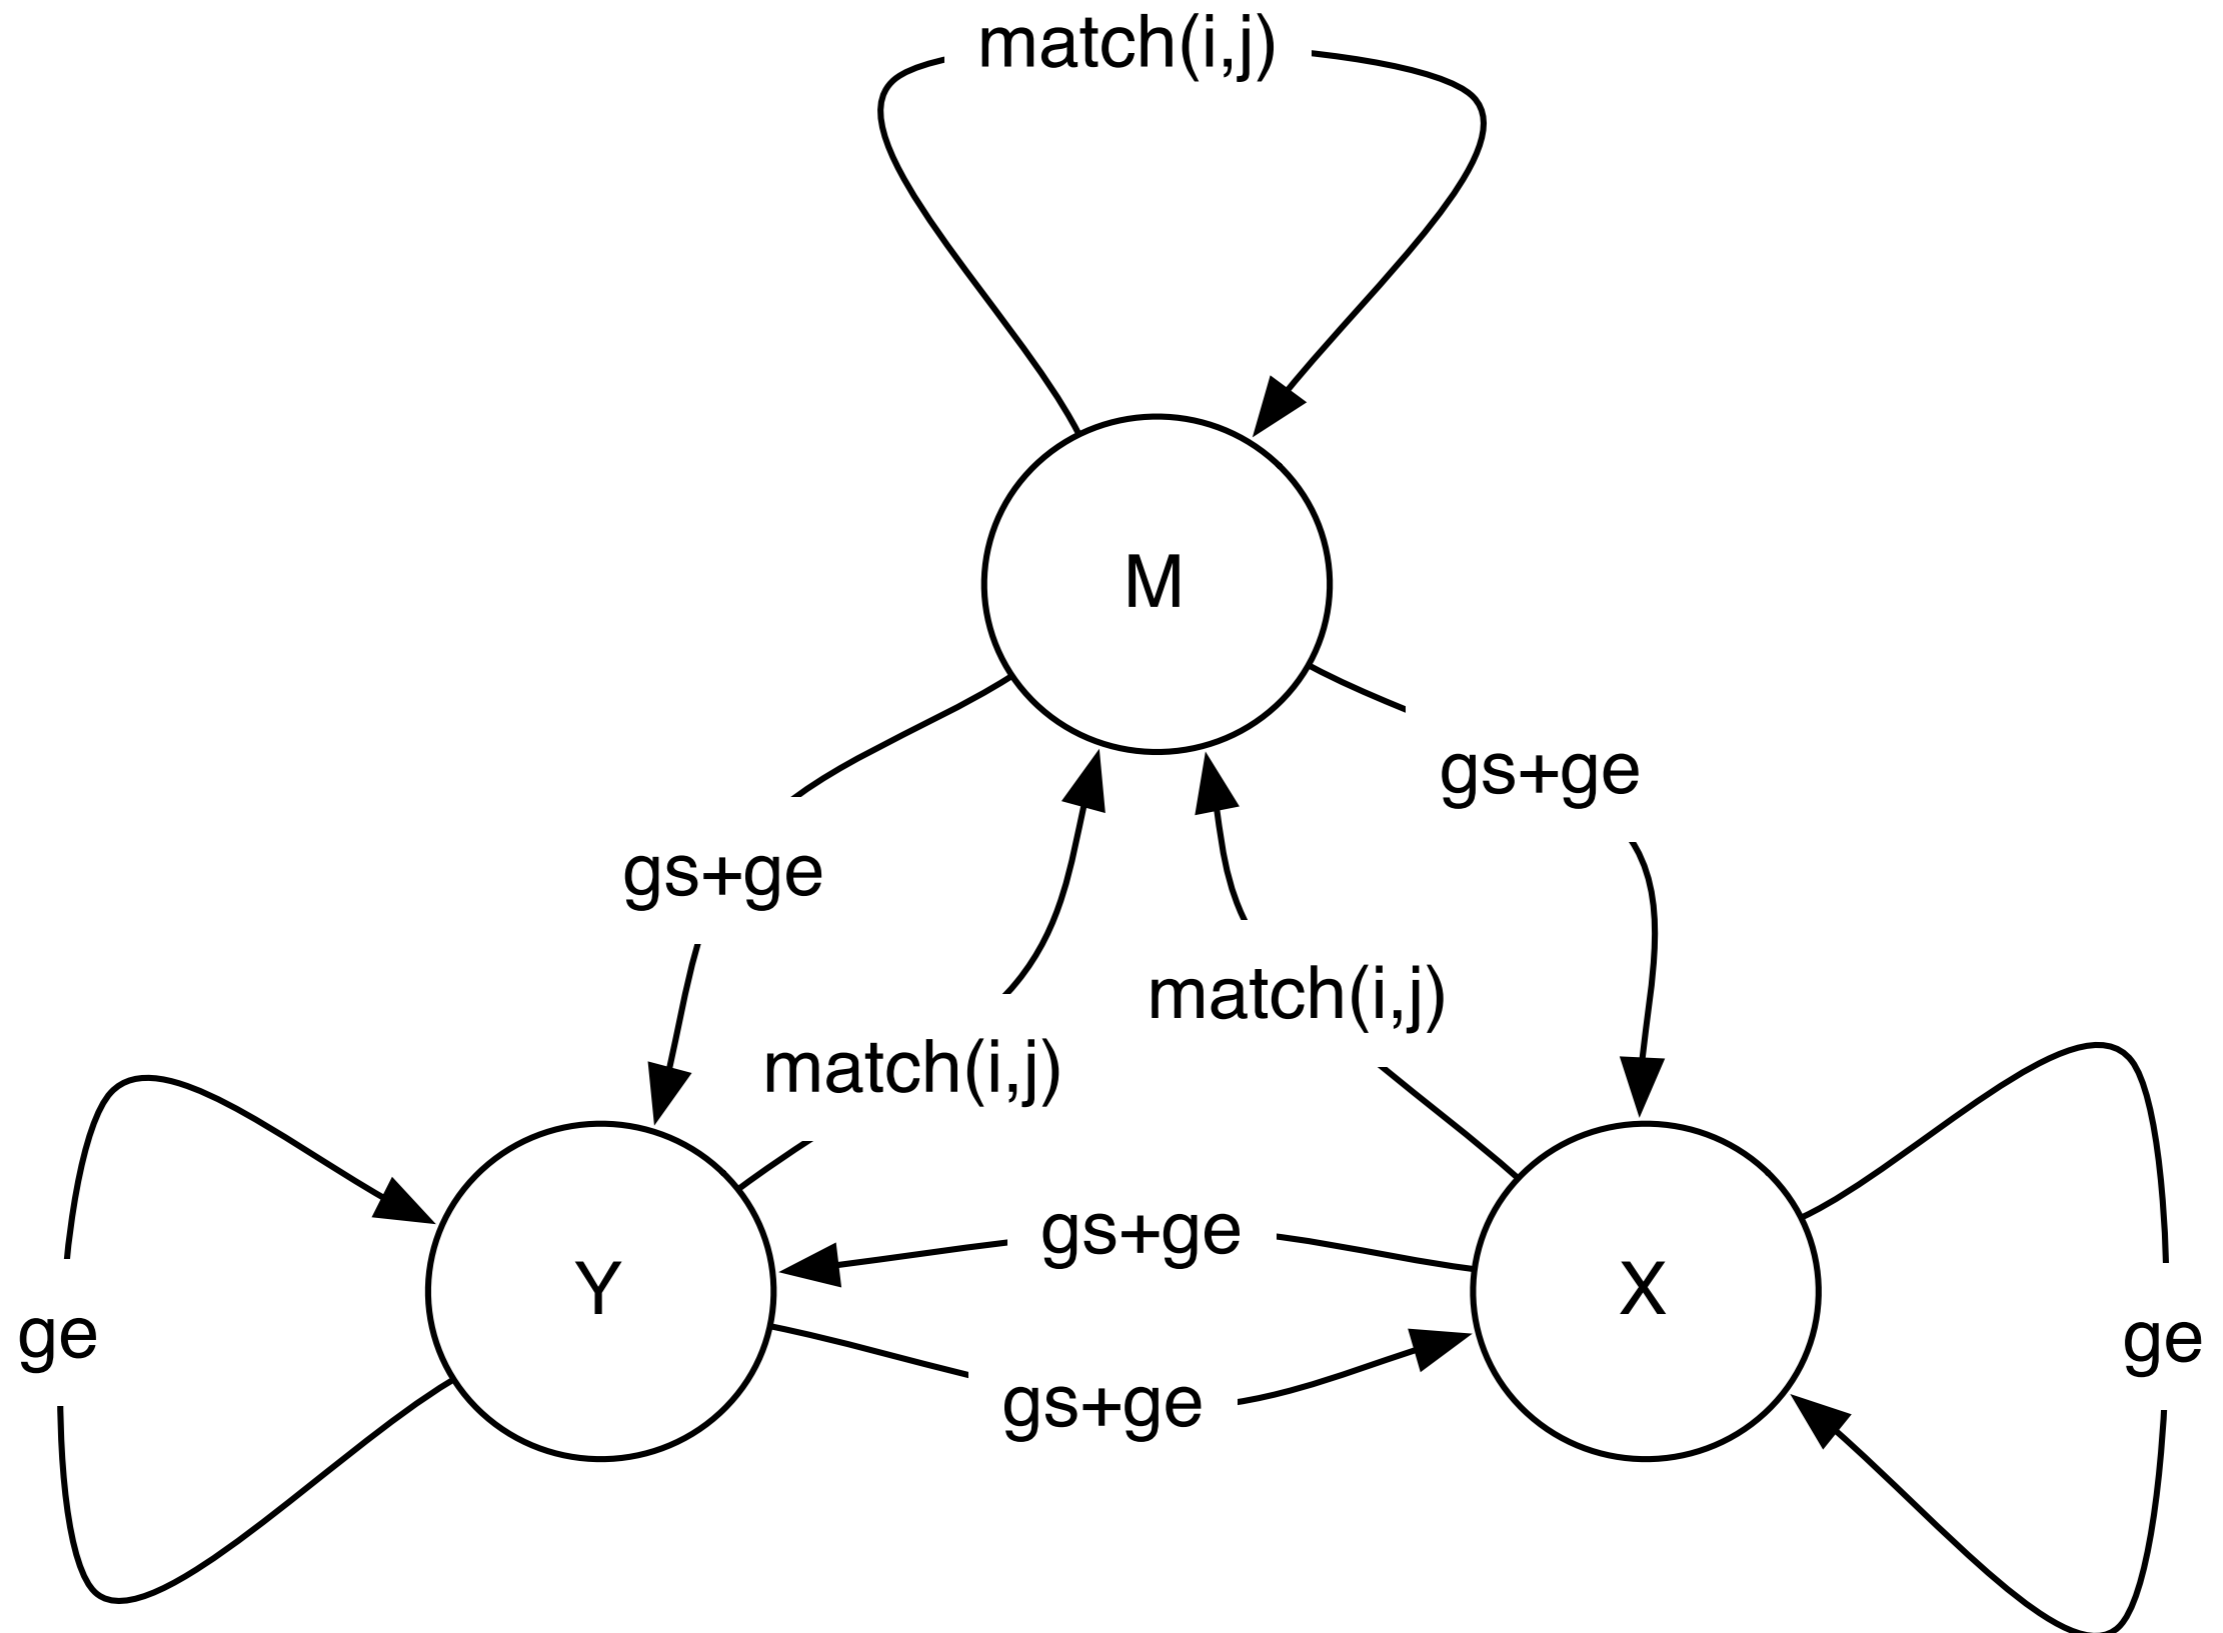 match(i,j)
M
gs+ge
gs+ge
match(i,j)
match(i,j)
gs+ge
Y
X
ge
ge
gs+ge